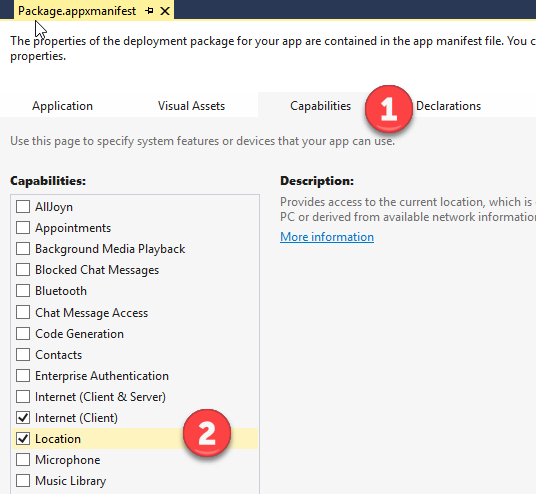 Package.appxmanifest
The properties of the deployment package for your app are contained in the app manifest file. You c
properties.
Application Visual Assets Capabilities 1 Declarations
Use this page to specify system features or devices that your app can use.
Capabilities:
AllJoyn
Appointments
Background Media Playback
Blocked Chat Messages
Bluetooth
Chat Message Access
Code Generation
Contacts
Enterprise Authentication
Internet (Client & Server)
Internet (Client)
Location 2
Microphone
Music Library
Description:
Provides access to the current location, which is
PC or derived from available network information
More information